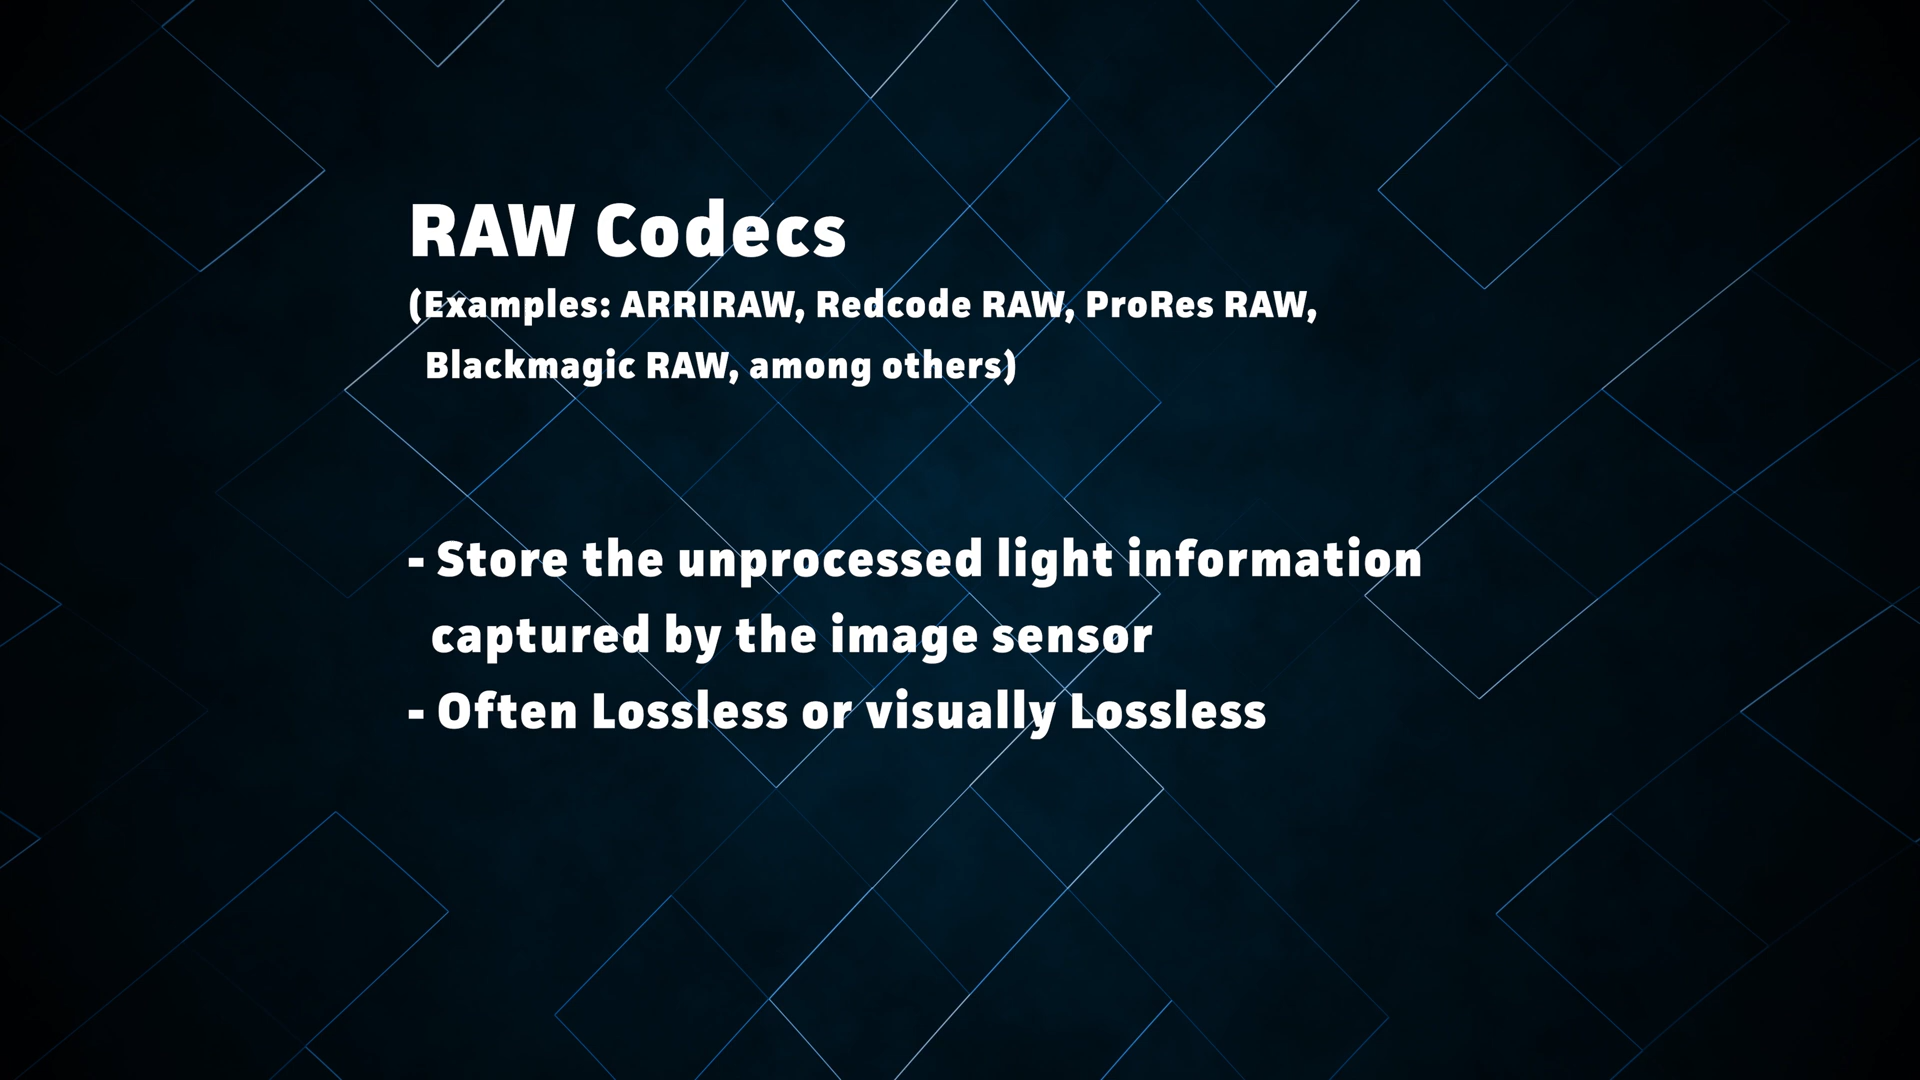 RAW Codecs
(Examples: ARRIRAW, Redcode RAW, ProRes RAW,
Blackmagic RAW, among others)
- Store the unprocessed light information
captured by the image sensor
- Often Lossless or visually Lossless